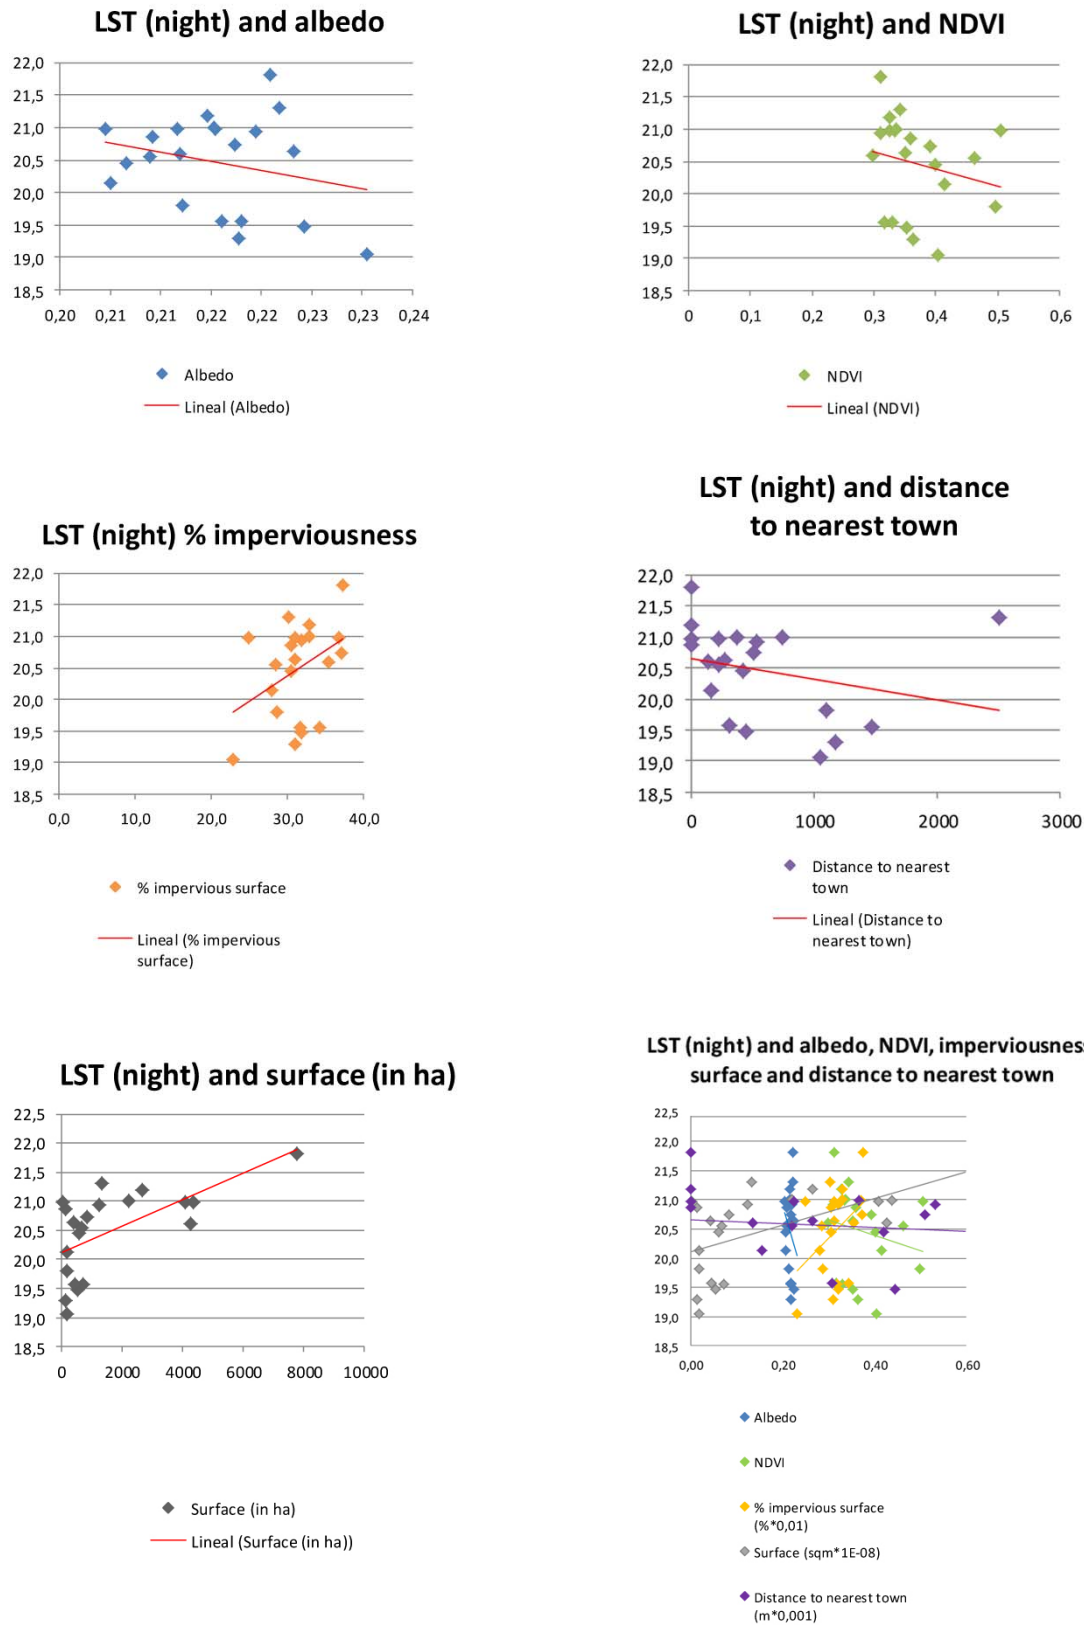 LST (night) and albedo
22,0
21,5
21,0
20,5
20,0
19,5
19,0
18,5
0,20 0,21 0,21 0,22 0,22 0,23 0,23 0,24
Albedo
Lineal (Albedo)
LST (night) and NDVI
22,0
21,5
21,0
20,5
20,0
19,5
19,0
18,5
0 0,1 0,2 0,3 0,4 0,5 0,6
NDVI
Lineal (NDVI)
LST (night) % imperviousness
22,0
21,5
21,0
20,5
20,0
19,5
19,0
18,5
0,0 10,0 20,0 30,0 40,0
% impervious surface
Lineal (% impervious
surface)
LST (night) and distance
to nearest town
22,0
21,5
21,0
20,5
20,0
19,5
19,0
18,5
0 1000 2000 3000
Distance to nearest
town
Lineal (Distance to
nearest town)
LST (night) and surface (in ha)
22,5
22,0
21,5
21,0
20,5
20,0
19,5
19,0
18,5
0 2000 4000 6000 8000 10000
Surface (in ha)
Lineal (Surface (in ha))
LST (night) and albedo, NDVI, imperviousnes
surface and distance to nearest town
22,5
22,0
21,5
21,0
20,5
20,0
19,5
19,0
18,5
0,00 0,20 0,40 0,60
Albedo
NDVI
% impervious surface
(%*0,01)
Surface (sqm*1E-08)
Distance to nearest town
(m*0,001)